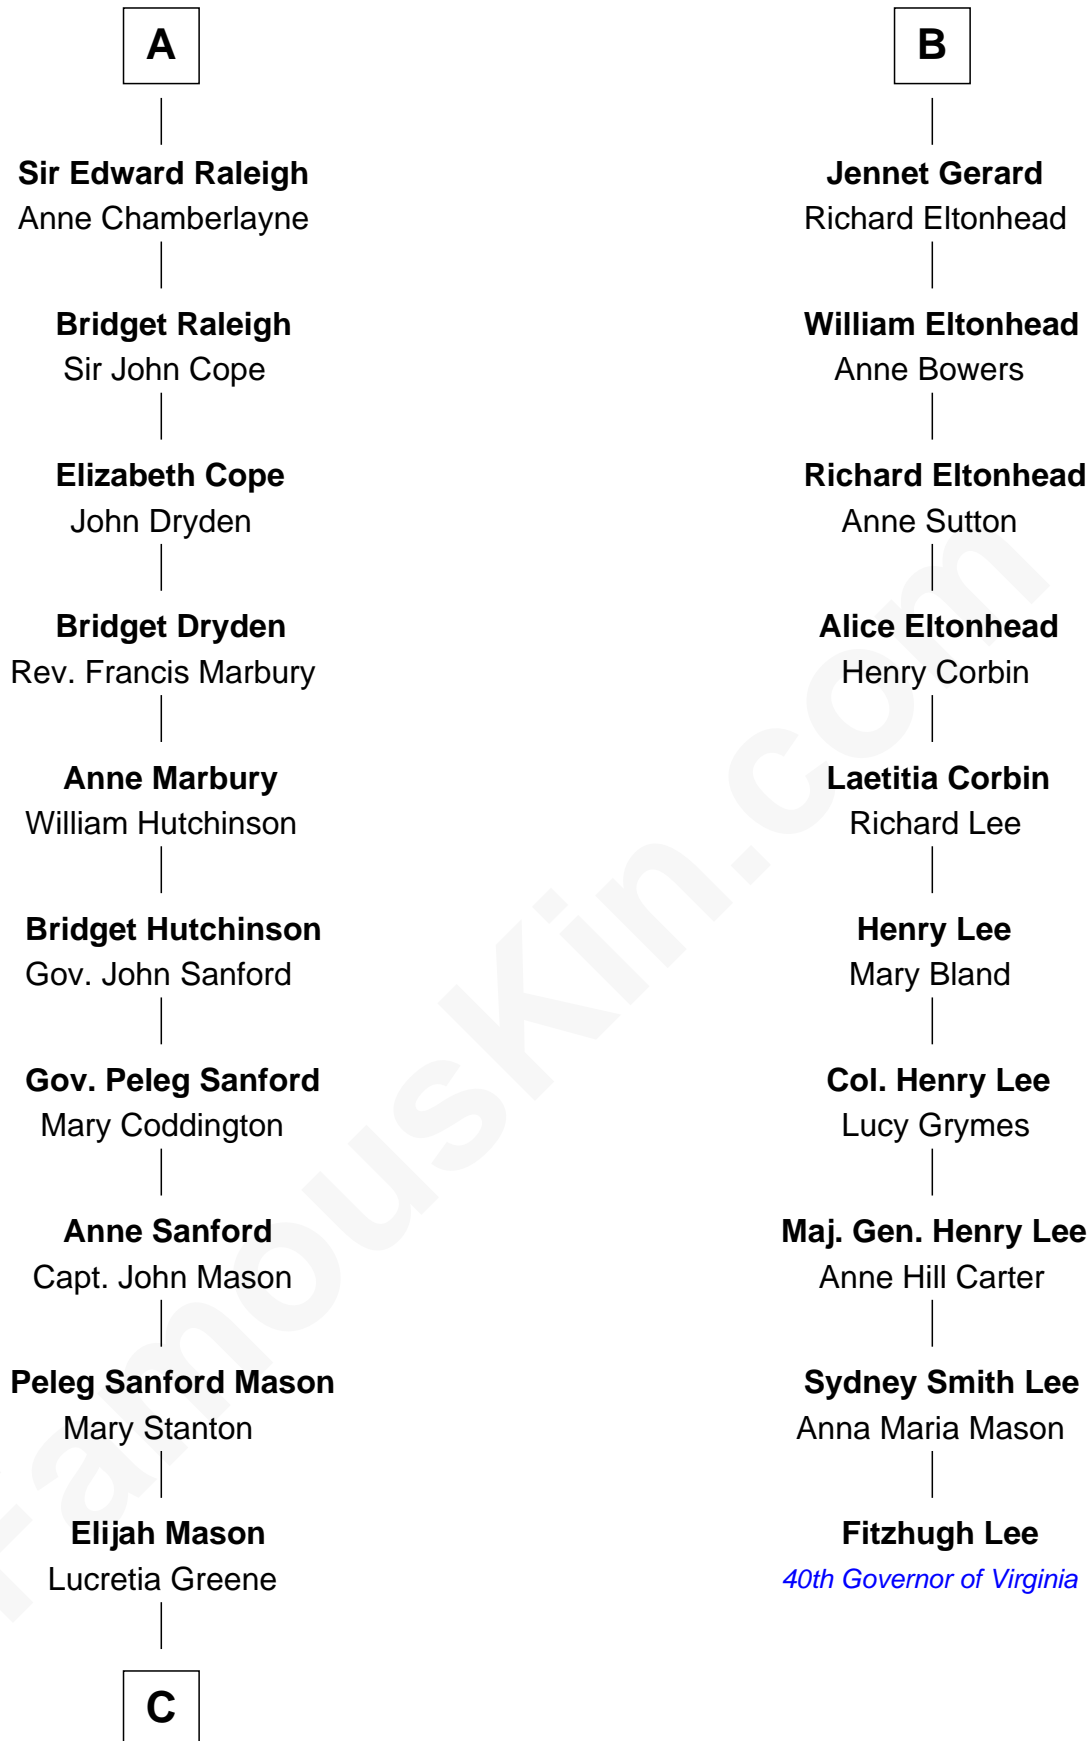 A
Sir Edward Raleigh
Anne Chamberlayne
Bridget Raleigh
Sir John Cope
Elizabeth Cope
John Dryden
Bridget Dryden
Rev. Francis Marbury
Anne Marbury
William Hutchinson
Bridget Hutchinson
Gov. John Sanford
Gov. Peleg Sanford
Mary Coddington
Anne Sanford
Capt. John Mason
Peleg Sanford Mason
Mary Stanton
Elijah Mason
Lucretia Greene
C
B
Jennet Gerard
Richard Eltonhead
William Eltonhead
Anne Bowers
Richard Eltonhead
Anne Sutton
Alice Eltonhead
Henry Corbin
Laetitia Corbin
Richard Lee
Henry Lee
Mary Bland
Col. Henry Lee
Lucy Grymes
Maj. Gen. Henry Lee
Anne Hill Carter
Sydney Smith Lee
Anna Maria Mason
Fitzhugh Lee
40th Governor of Virginia
FamousKin.com